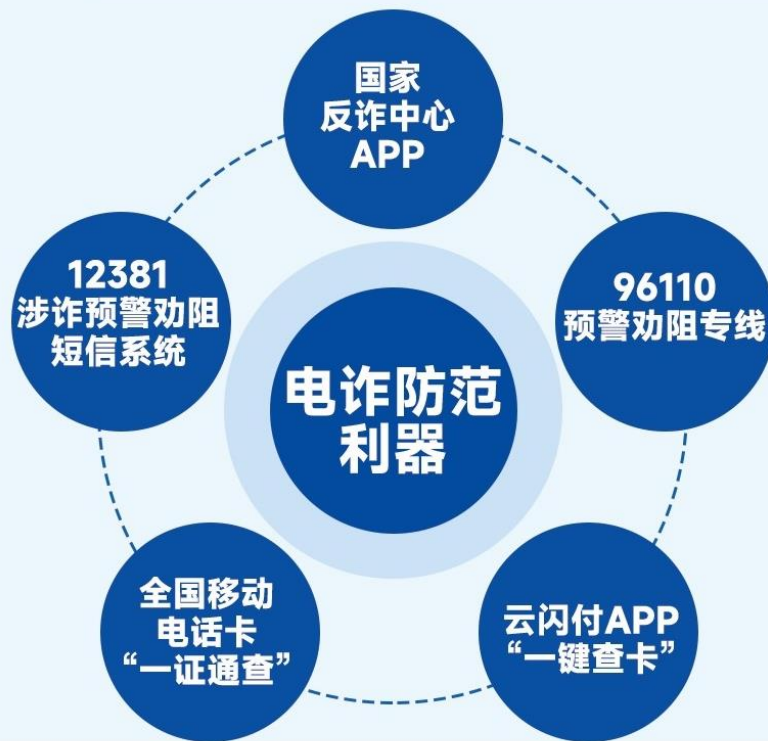 国家
反诈中心
APP
12381
涉诈预警劝阻
短信系统
96110
预警劝阻专线
电诈防范
利器
全国移动
电话卡
“一证通查”
云闪付APP
“一键查卡”